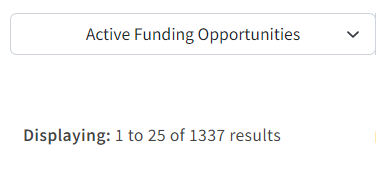 Active Funding Opportunities
Displaying: 1 to 25 of 1337 results